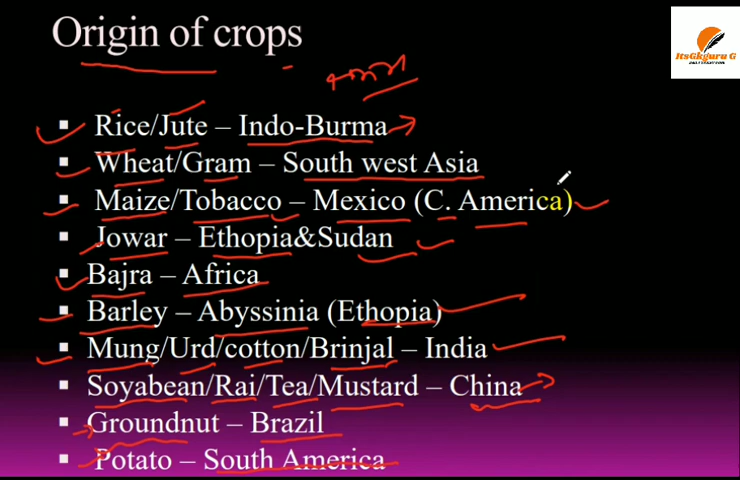 Origin of crops
ItsGkguru G
▪ Rice/Jute – Indo-Burma
▪ Wheat/Gram – South west Asia
▪ Maize/Tobacco – Mexico (C. America)
▪ Jowar – Ethopia&Sudan
▪ Bajra – Africa
▪ Barley – Abyssinia (Ethopia)
▪ Mung/Urd/cotton/Brinjal – India
▪ Soyabean/Rai/Tea/Mustard – China
▪ Groundnut – Brazil
▪ Potato – South America